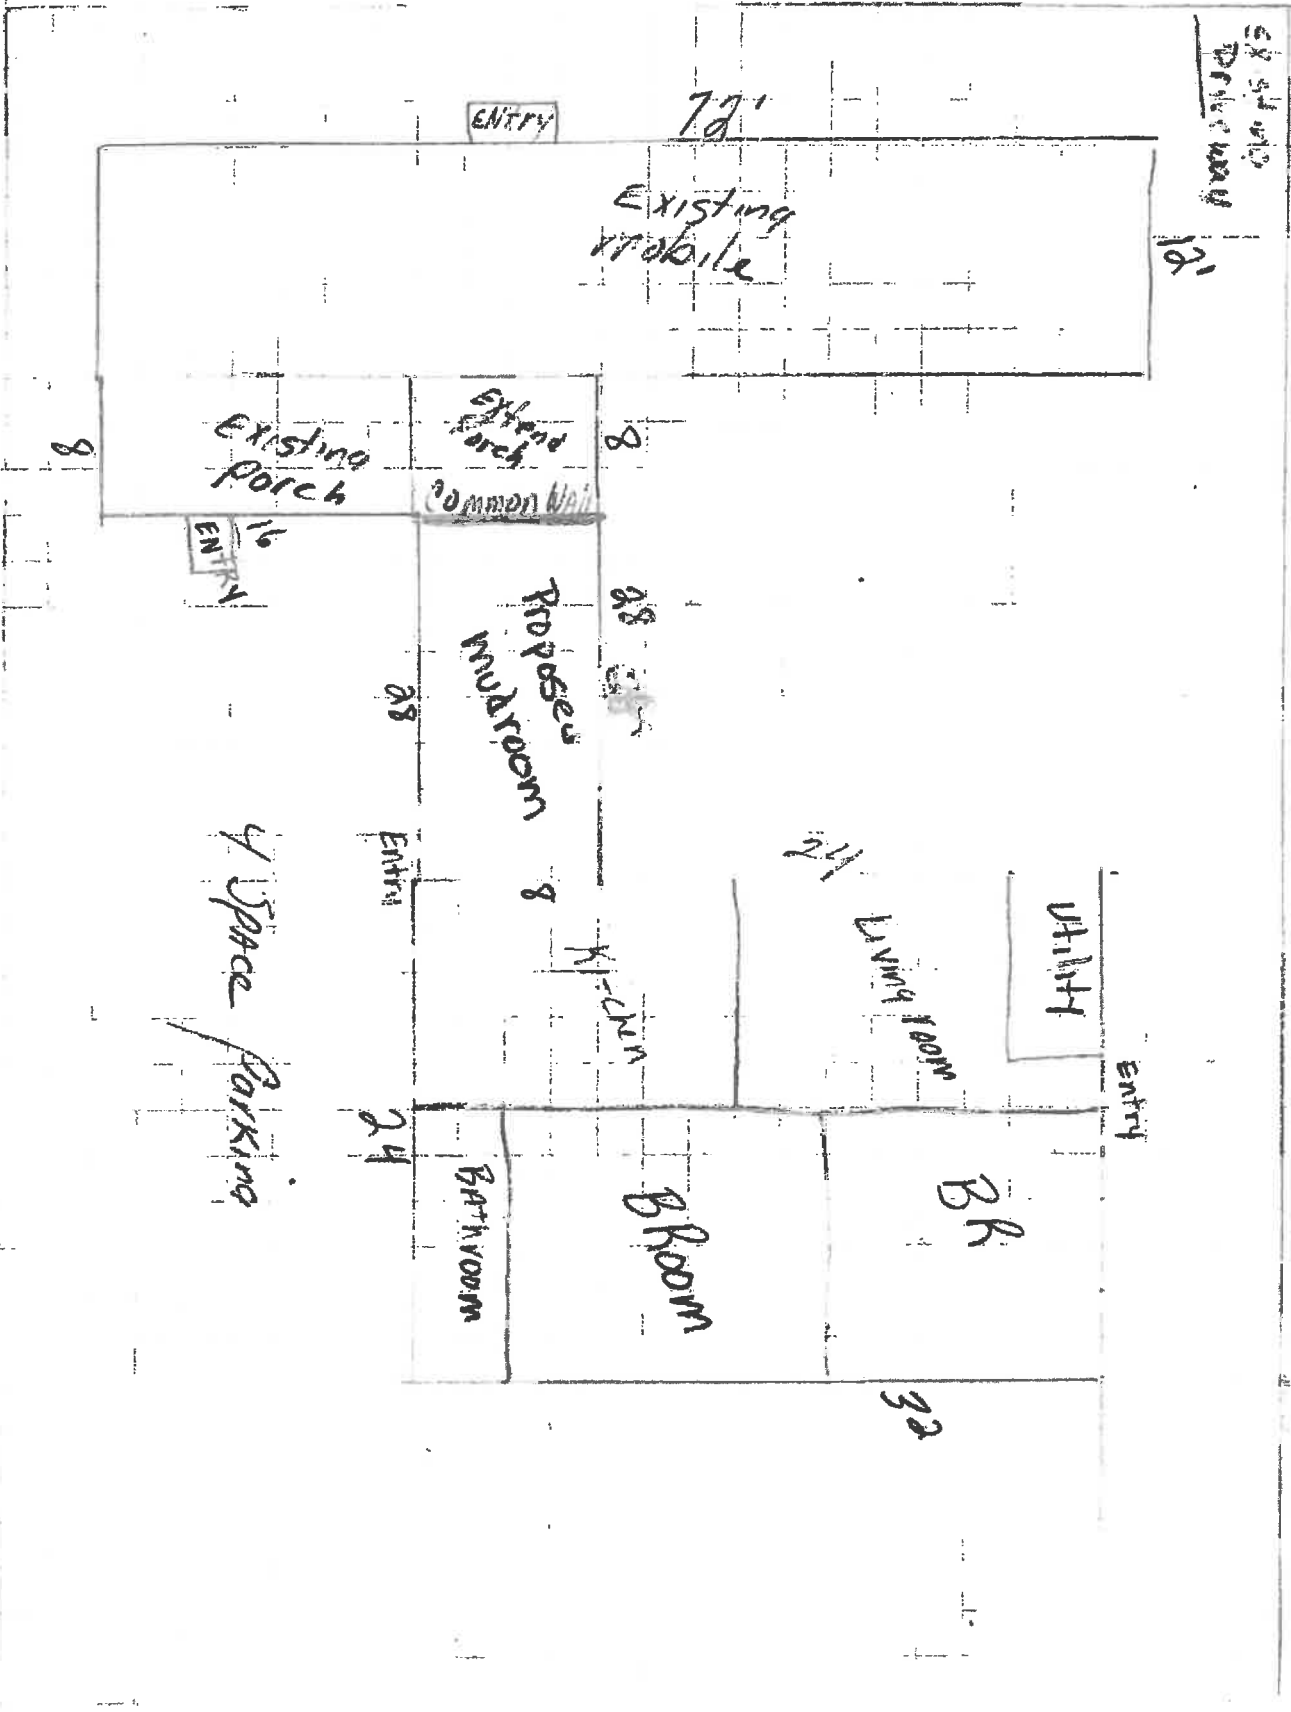 Existing
Driveway
ENTRY
72'
Existing
mobile
12'
8
Existing
Porch
Extend
Porch
8
Common Wall
ENTRY
16
28
Proposed
mudroom
28
Entry
8
24
Utility
Living room
4 Space Parking
Entry
24
Bathroom
BRoom
BR
32